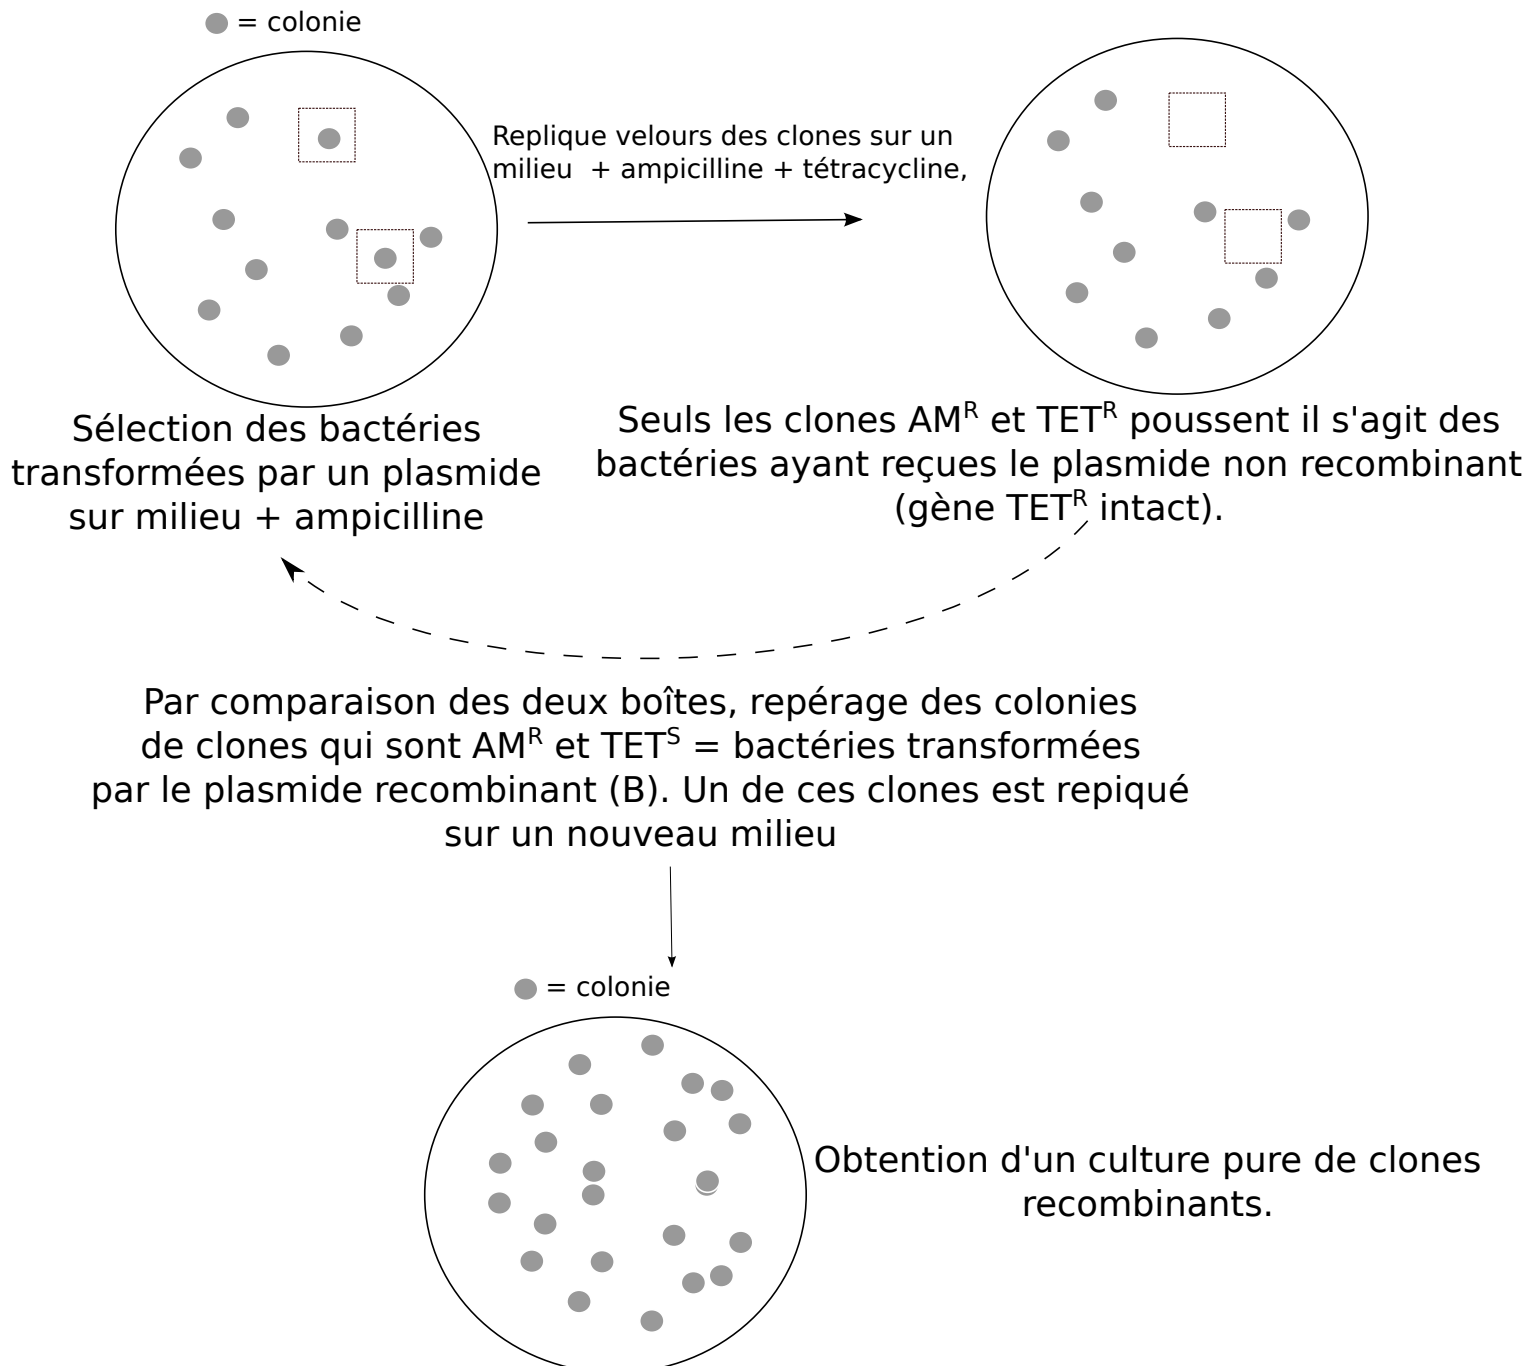 = colonie
Replique velours des clones sur un
milieu + ampicilline + tétracycline,
Sélection des bactéries
transformées par un plasmide
sur milieu + ampicilline
Seuls les clones AMᴿ et TETᴿ poussent il s'agit des
bactéries ayant reçues le plasmide non recombinant
(gène TETᴿ intact).
Par comparaison des deux boîtes, repérage des colonies
de clones qui sont AMᴿ et TETˢ = bactéries transformées
par le plasmide recombinant (B). Un de ces clones est repiqué
sur un nouveau milieu
= colonie
Obtention d'un culture pure de clones
recombinants.